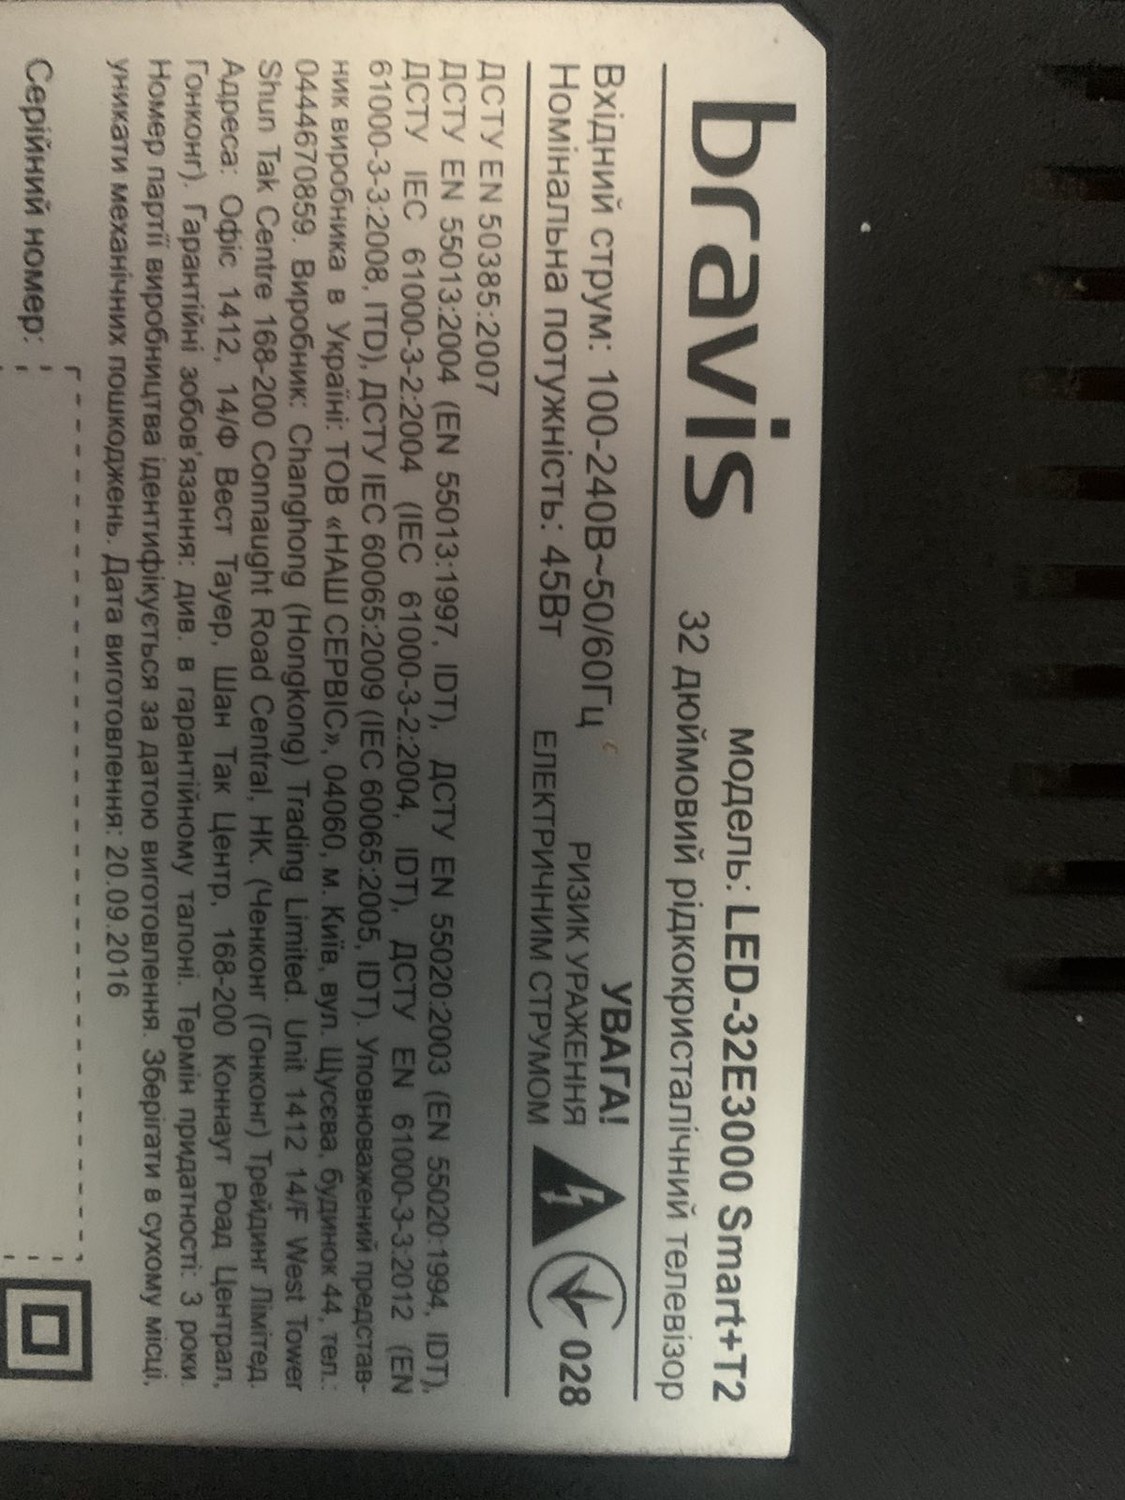 bravis
модель: LED-32E3000 Smart+T2
32 дюймовий рідкокристалічний телевізор
Вхідний струм: 100-240В~50/60Гц
Номінальна потужність: 45Вт
УВАГА!
РИЗИК УРАЖЕННЯ
ЕЛЕКТРИЧНИМ СТРУМОМ
028
ДСТУ EN 50385:2007
ДСТУ EN 55013:2004 (EN 55013:1997, IDT), ДСТУ EN 55020:2003 (EN 55020:1994, IDT),
ДСТУ IEC 61000-3-2:2004 (IEC 61000-3-2:2004, IDT), ДСТУ EN 61000-3-3:2012 (EN
61000-3-3:2008, ITD), ДСТУ IEC 60065:2009 (IEC 60065:2005, IDT). Уповноважений представ-
ник виробника в Україні: ТОВ «НАШ СЕРВІС», 04060, м. Київ, вул. Щусєва, будинок 44, тел.:
0444670859. Виробник: Changhong (Hongkong) Trading Limited. Unit 1412 14/F West Tower
Shun Tak Centre 168-200 Connaught Road Central, HK. (Ченконг (Гонконг) Трейдинг Лімітед.
Адреса: Офіс 1412, 14/Ф Вест Тауер, Шан Так Центр, 168-200 Коннаут Роад Централ,
Гонконг). Гарантійні зобов'язання: див. в гарантійному талоні. Термін придатності: 3 роки.
Номер партії виробництва ідентифікується за датою виготовлення. Зберігати в сухому місці,
уникати механічних пошкоджень. Дата виготовлення: 20.09.2016
Серійний номер: